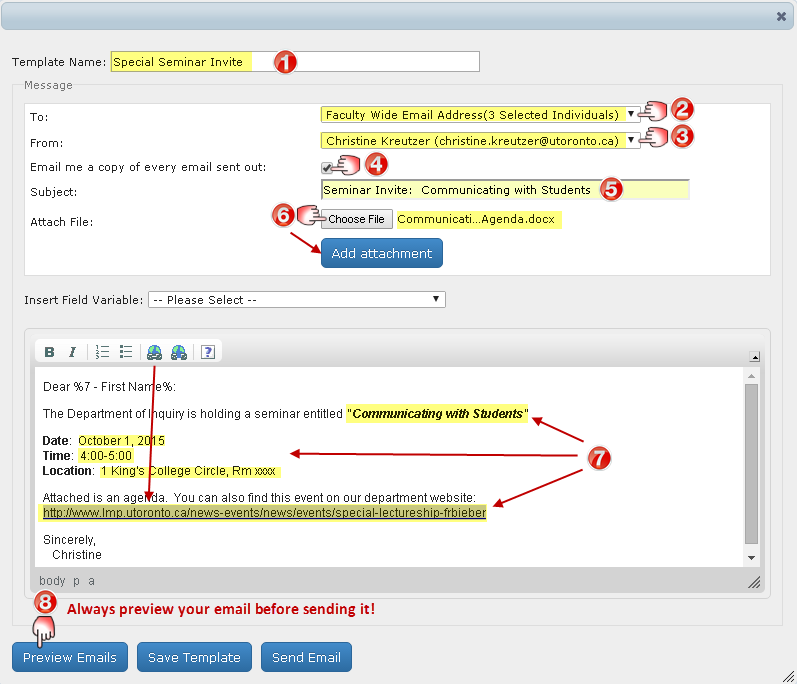 Template Name: Special Seminar Invite 1
Message
To: Faculty Wide Email Address(3 Selected Individuals) 2
From: Christine Kreutzer (christine.kreutzer@utoronto.ca) 3
Email me a copy of every email sent out: 4
Subject: Seminar Invite:  Communicating with Students 5
Attach File: 6 Choose File Communicati...Agenda.docx
Add attachment
Insert Field Variable: -- Please Select --
B I ?
Dear %7 - First Name%:
The Department of Inquiry is holding a seminar entitled "Communicating with Students"
Date:  October 1, 2015
Time:  4:00-5:00
7
Location:  1 King's College Circle, Rm xxxx
Attached is an agenda.  You can also find this event on our department website:
http://www.lmp.utoronto.ca/news-events/news/events/special-lectureship-frbieber
Sincerely,
Christine
body p a
8 Always preview your email before sending it!
Preview Emails Save Template Send Email